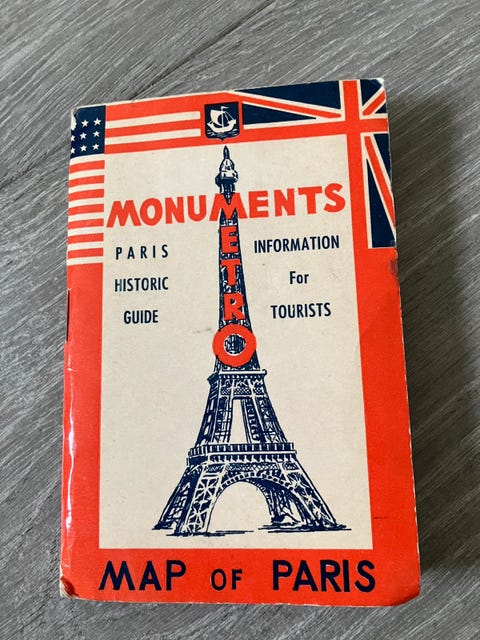 MONUMENTS
METRO
PARIS
HISTORIC
GUIDE
INFORMATION
For
TOURISTS
MAP OF PARIS